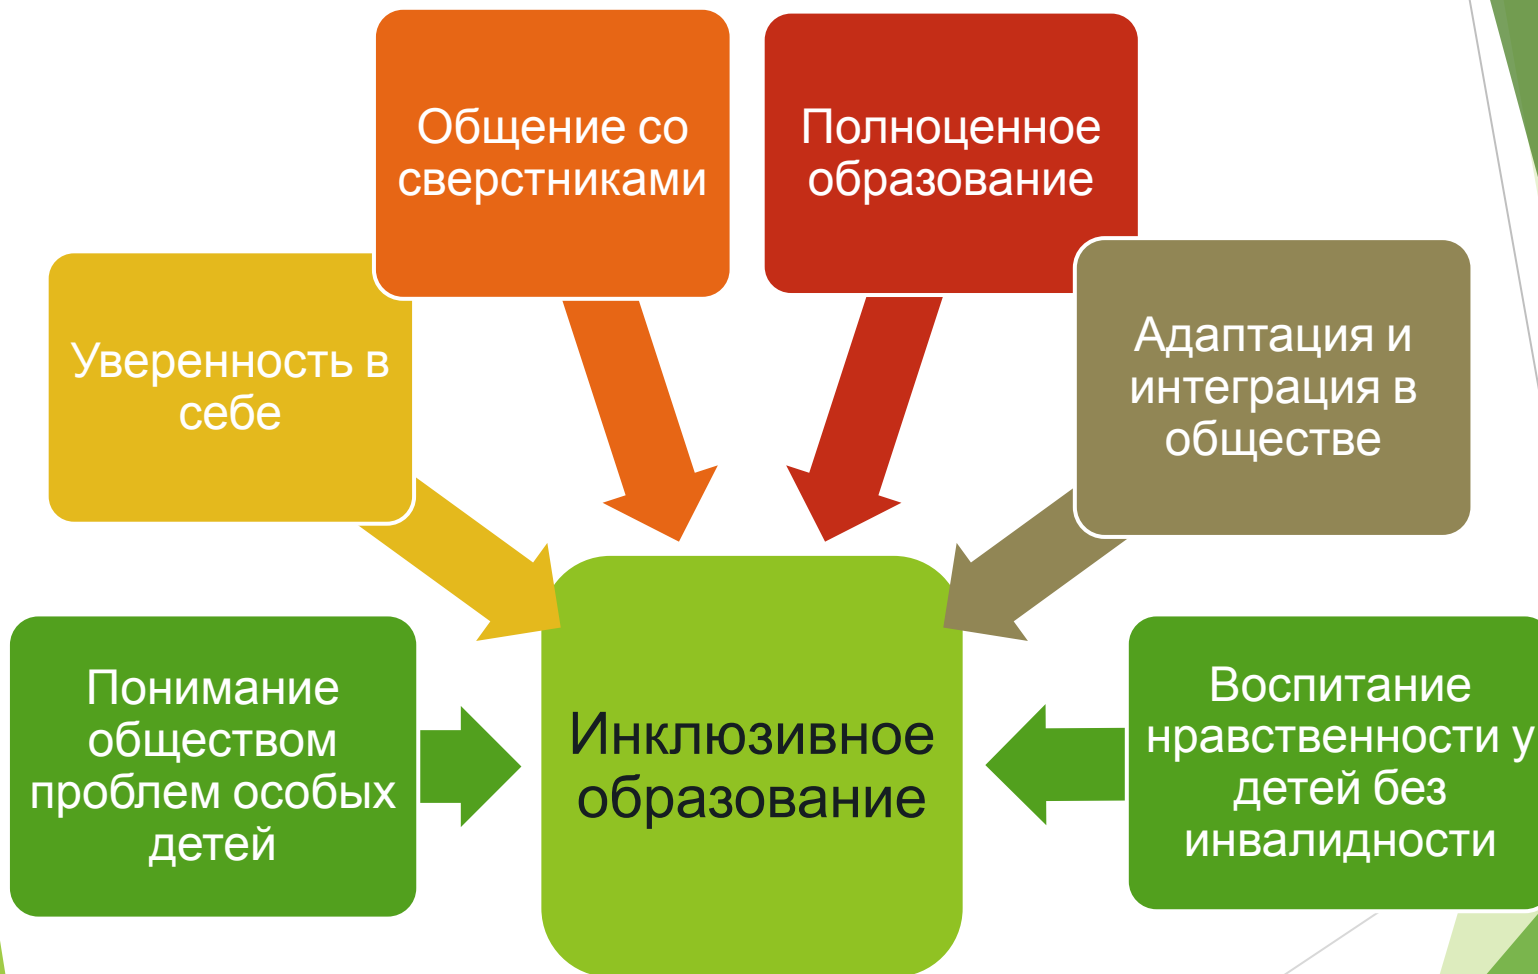 Общение со
сверстниками
Полноценное
образование
Уверенность в
себе
Адаптация и
интеграция в
обществе
Понимание
обществом
проблем особых
детей
Инклюзивное
образование
Воспитание
нравственности у
детей без
инвалидности